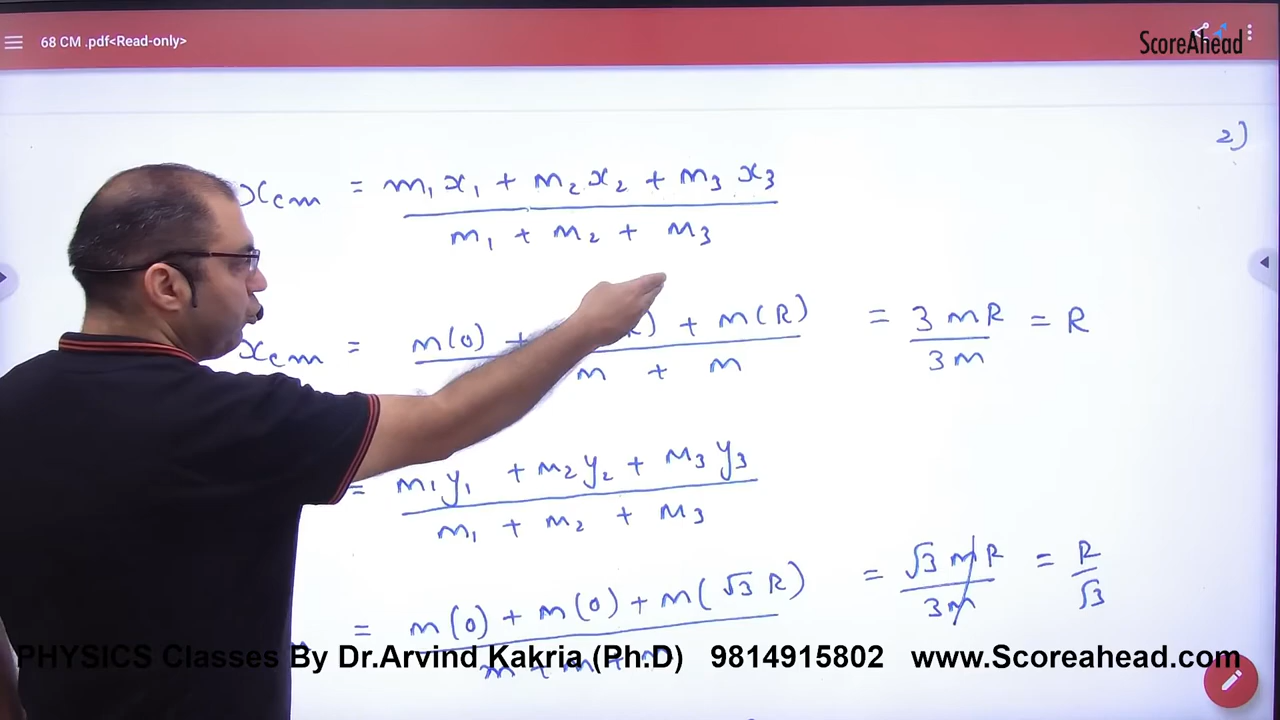 68 CM .pdf<Read-only>
ScoreAhead
2)
xcm = m₁x₁ + m₂x₂ + m₃x₃
m₁ + m₂ + m₃
xcm = m(0) + ) + m(R) = 3mR = R
m + m 3m
= m₁y₁ + m₂y₂ + m₃y₃
m₁ + m₂ + m₃
= m(0) + m(0) + m(√3 R) = √3 mR = R
m + m + m 3m √3
PHYSICS Classes By Dr.Arvind Kakria (Ph.D) 9814915802 www.Scoreahead.com